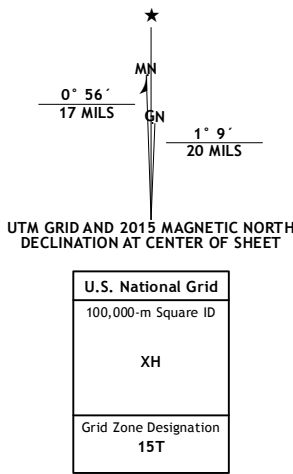 MN
0° 56´
17 MILS
GN
1° 9´
20 MILS
UTM GRID AND 2015 MAGNETIC NORTH
DECLINATION AT CENTER OF SHEET
U.S. National Grid
100,000-m Square ID
XH
Grid Zone Designation
15T